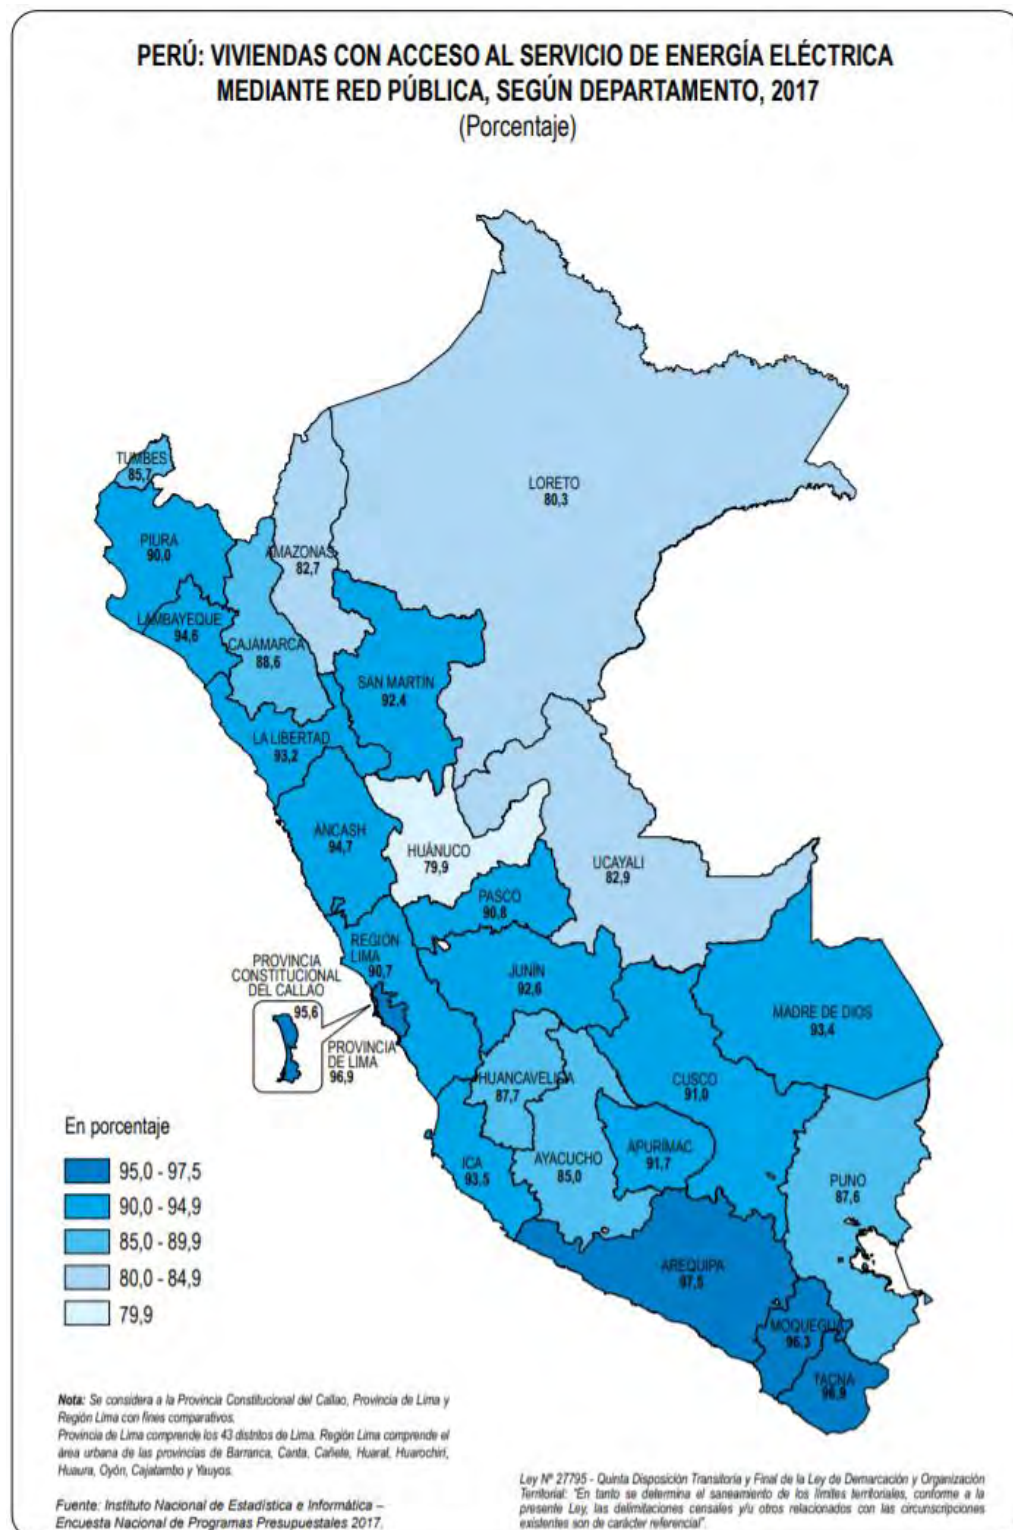 PERÚ: VIVIENDAS CON ACCESO AL SERVICIO DE ENERGÍA ELÉCTRICA
MEDIANTE RED PÚBLICA, SEGÚN DEPARTAMENTO, 2017
(Porcentaje)
TUMBES
85,7
LORETO
80,3
PIURA
90,0
AMAZONAS
82,7
LAMBAYEQUE
94,6
CAJAMARCA
88,6
SAN MARTÍN
92,4
LA LIBERTAD
93,2
ÁNCASH
94,7
HUÁNUCO
79,9
UCAYALI
82,9
PASCO
90,8
REGIÓN
LIMA
90,7
JUNÍN
92,6
PROVINCIA
CONSTITUCIONAL
DEL CALLAO
95,6
PROVINCIA
DE LIMA
96,9
MADRE DE DIOS
93,4
HUANCAVELICA
87,7
CUSCO
91,0
ICA
93,5
AYACUCHO
85,0
APURÍMAC
91,7
PUNO
87,6
AREQUIPA
97,5
MOQUEGUA
96,3
TACNA
96,9
En porcentaje
95,0 - 97,5
90,0 - 94,9
85,0 - 89,9
80,0 - 84,9
79,9
Nota: Se considera a la Provincia Constitucional del Callao, Provincia de Lima y
Región Lima con fines comparativos.
Provincia de Lima comprende los 43 distritos de Lima. Región Lima comprende el
área urbana de las provincias de Barranca, Canta, Cañete, Huaral, Huarochirí,
Huaura, Oyón, Cajatambo y Yauyos.
Fuente: Instituto Nacional de Estadística e Informática –
Encuesta Nacional de Programas Presupuestales 2017.
Ley Nº 27795 - Quinta Disposición Transitoria y Final de la Ley de Demarcación y Organización
Territorial: "En tanto se determina el saneamiento de los límites territoriales, conforme a la
presente Ley, las delimitaciones censales y/u otros relacionados con las circunscripciones
existentes son de carácter referencial".